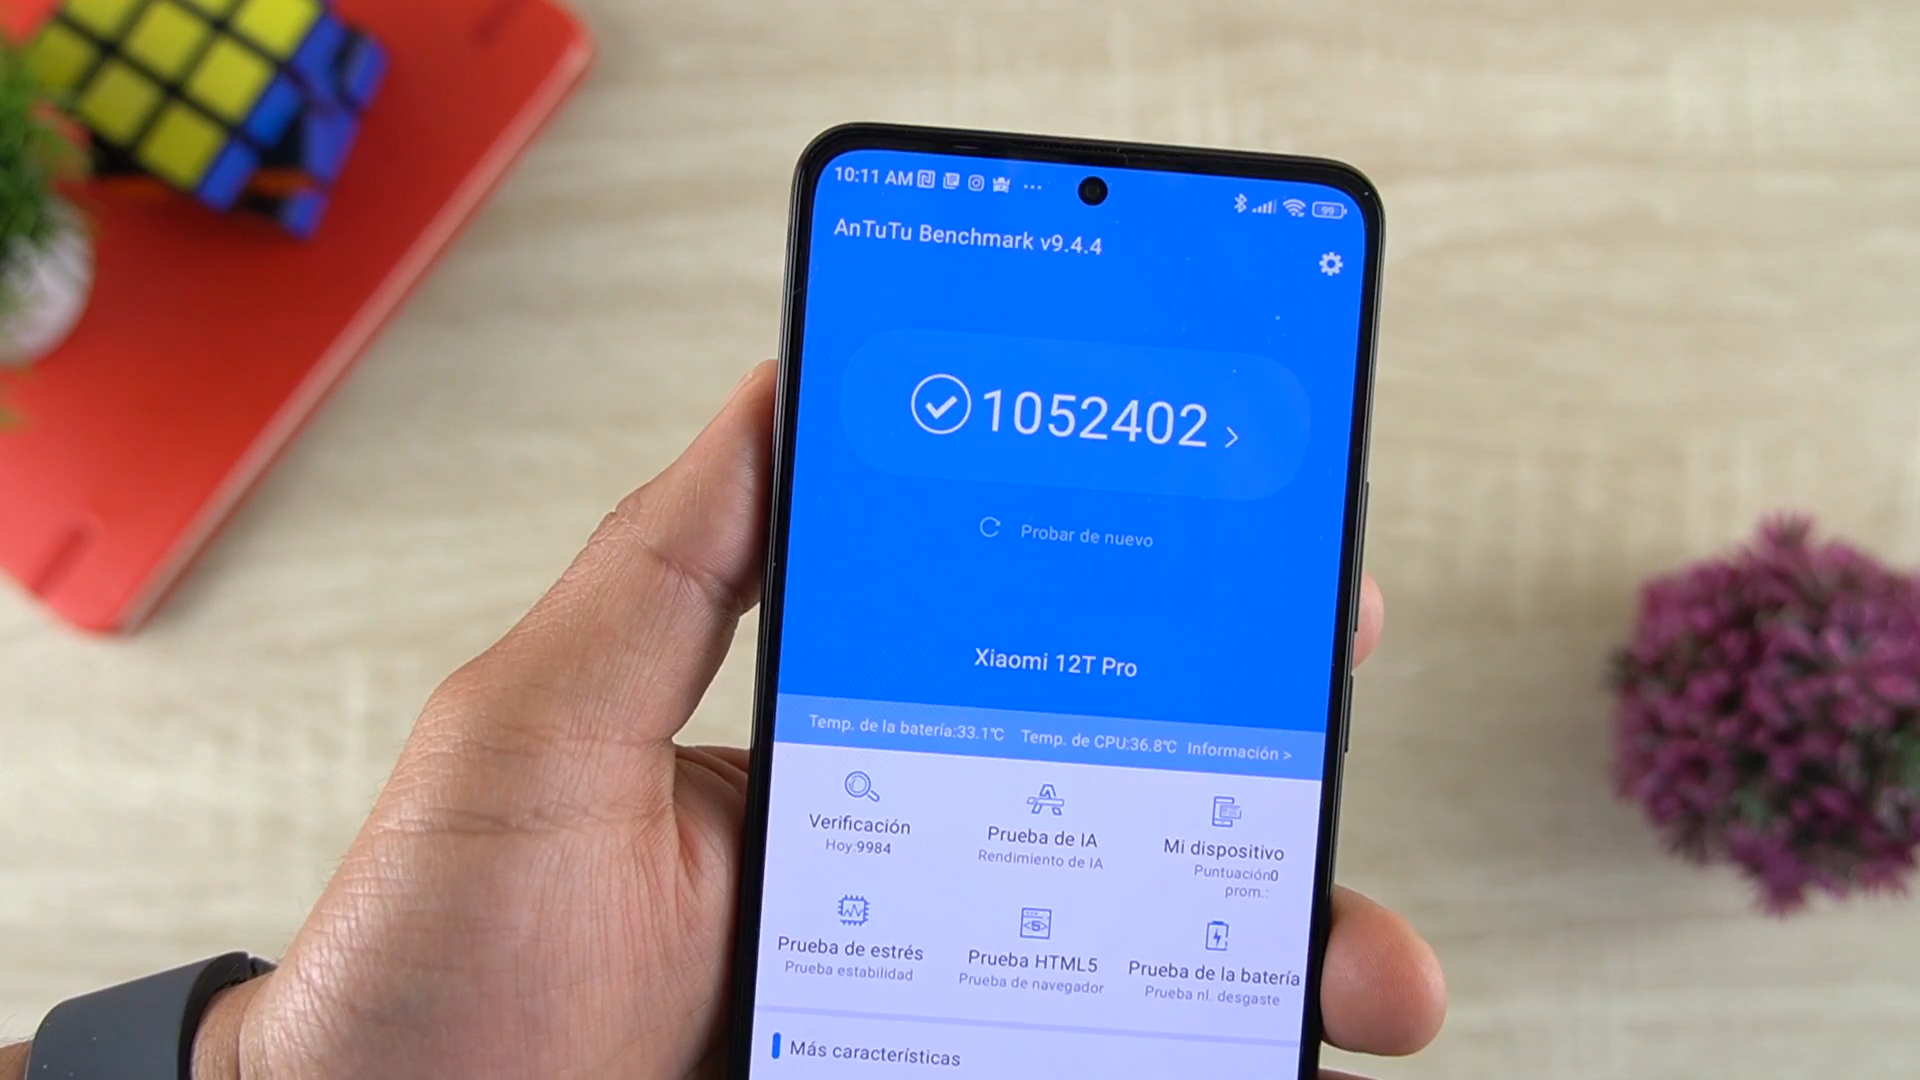 10:11 AM
99
AnTuTu Benchmark v9.4.4
1052402 >
Probar de nuevo
Xiaomi 12T Pro
Temp. de la batería:33.1℃ Temp. de CPU:36.8℃ Información >
Verificación
Hoy:9984
Prueba de IA
Rendimiento de IA
Mi dispositivo
Puntuación0
prom.:
Prueba de estrés
Prueba estabilidad
Prueba HTML5
Prueba de navegador
Prueba de la batería
Prueba nl. desgaste
Más características